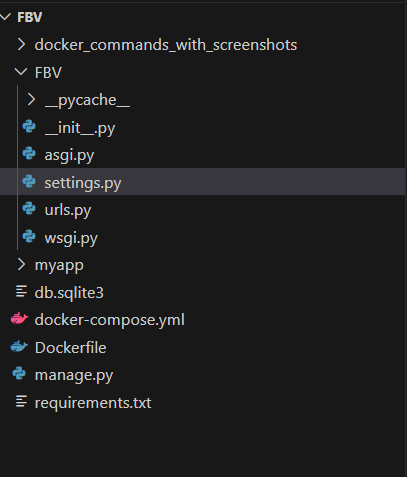 FBV
docker_commands_with_screenshots
FBV
__pycache__
__init__.py
asgi.py
settings.py
urls.py
wsgi.py
myapp
db.sqlite3
docker-compose.yml
Dockerfile
manage.py
requirements.txt